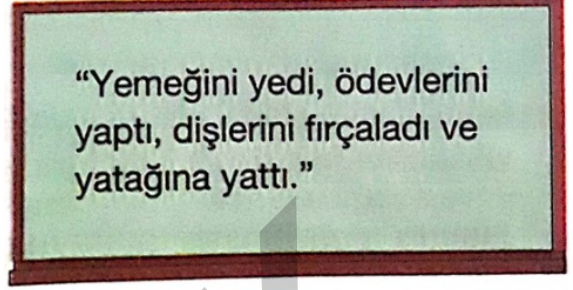 “Yemeğini yedi, ödevlerini
yaptı, dişlerini fırçaladı ve
yatağına yattı.”